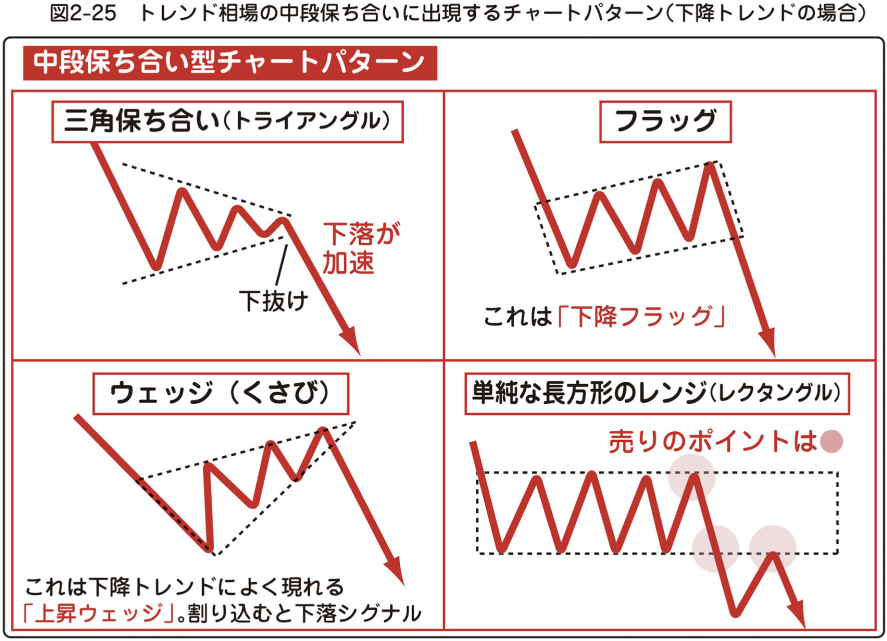 図2-25　トレンド相場の中段保ち合いに出現するチャートパターン(下降トレンドの場合)
中段保ち合い型チャートパターン
三角保ち合い(トライアングル)
下落が
加速
下抜け
フラッグ
これは「下降フラッグ」
ウェッジ（くさび）
これは下降トレンドによく現れる
「上昇ウェッジ」。割り込むと下落シグナル
単純な長方形のレンジ(レクタングル)
売りのポイントは●